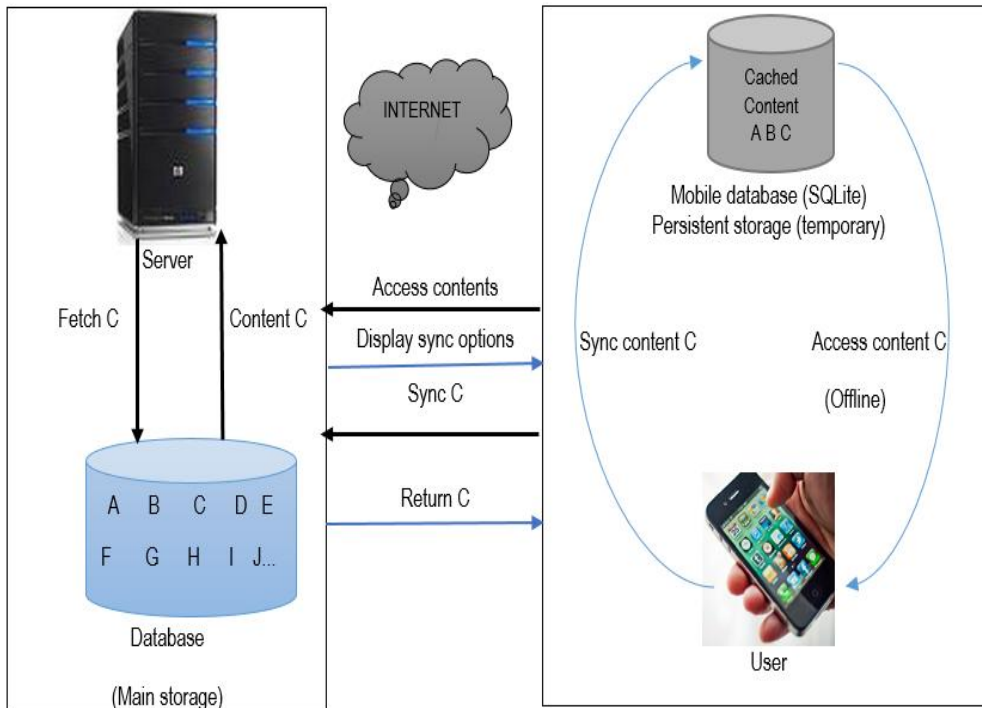 Server
Fetch C
Content C
A B C D E
F G H I J...
Database
(Main storage)
INTERNET
Access contents
Display sync options
Sync C
Return C
Cached
Content
A B C
Mobile database (SQLite)
Persistent storage (temporary)
Sync content C
Access content C
(Offline)
User